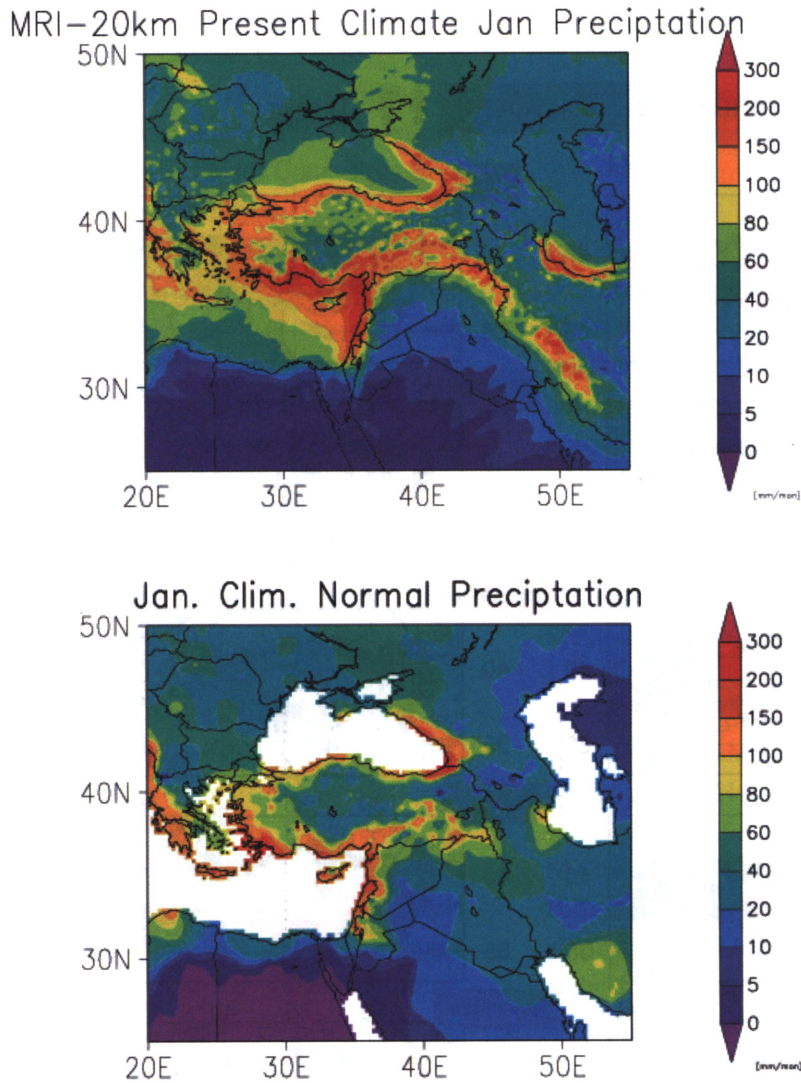 MRI-20km Present Climate Jan Preciptation
50N
40N
30N
20E 30E 40E 50E
300
200
150
100
80
60
40
20
10
5
0
[mm/mon]
Jan. Clim. Normal Preciptation
50N
40N
30N
20E 30E 40E 50E
300
200
150
100
80
60
40
20
10
5
0
[mm/mon]